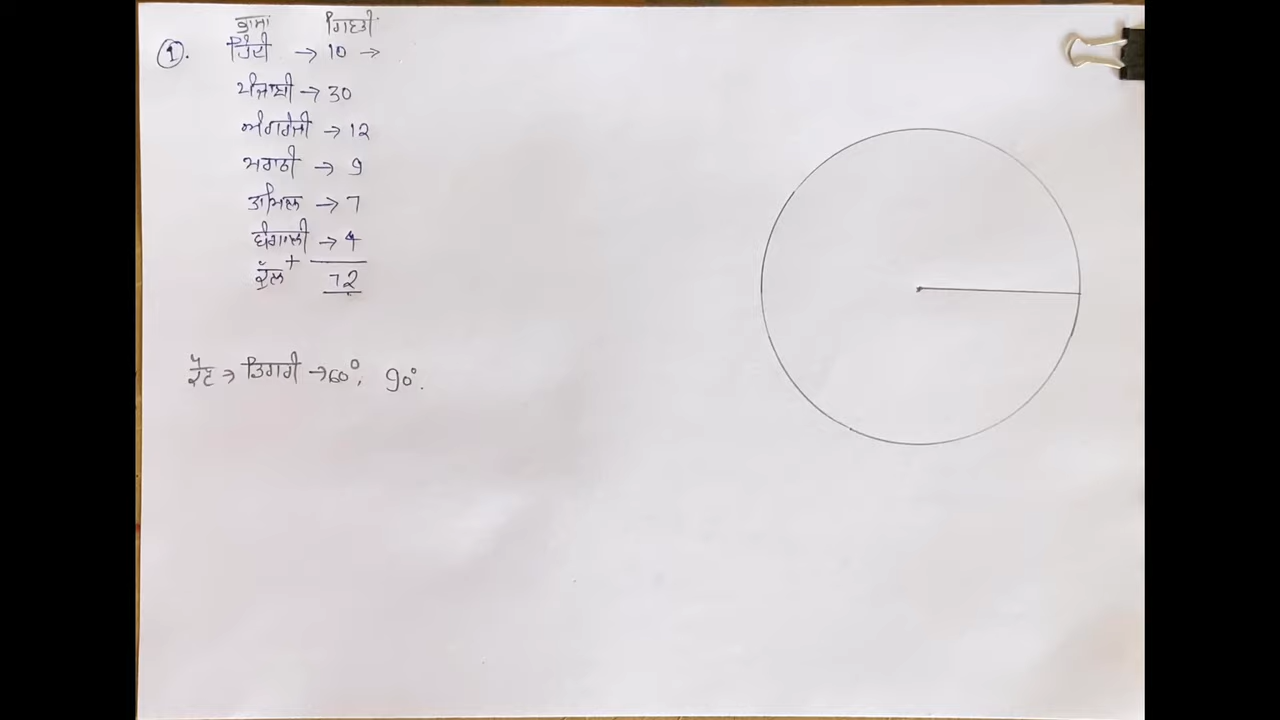 ਭਾਸ਼ਾ ਗਿਣਤੀ
①. ਹਿੰਦੀ → 10 →
ਪੰਜਾਬੀ → 30
ਅੰਗਰੇਜੀ → 12
ਮਰਾਠੀ → 9
ਤਾਮਿਲ → 7
ਬੰਗਾਲੀ → 4
ਕੁੱਲ + 72
ਕੋਣ → ਡਿਗਰੀ → 60°, 90°.